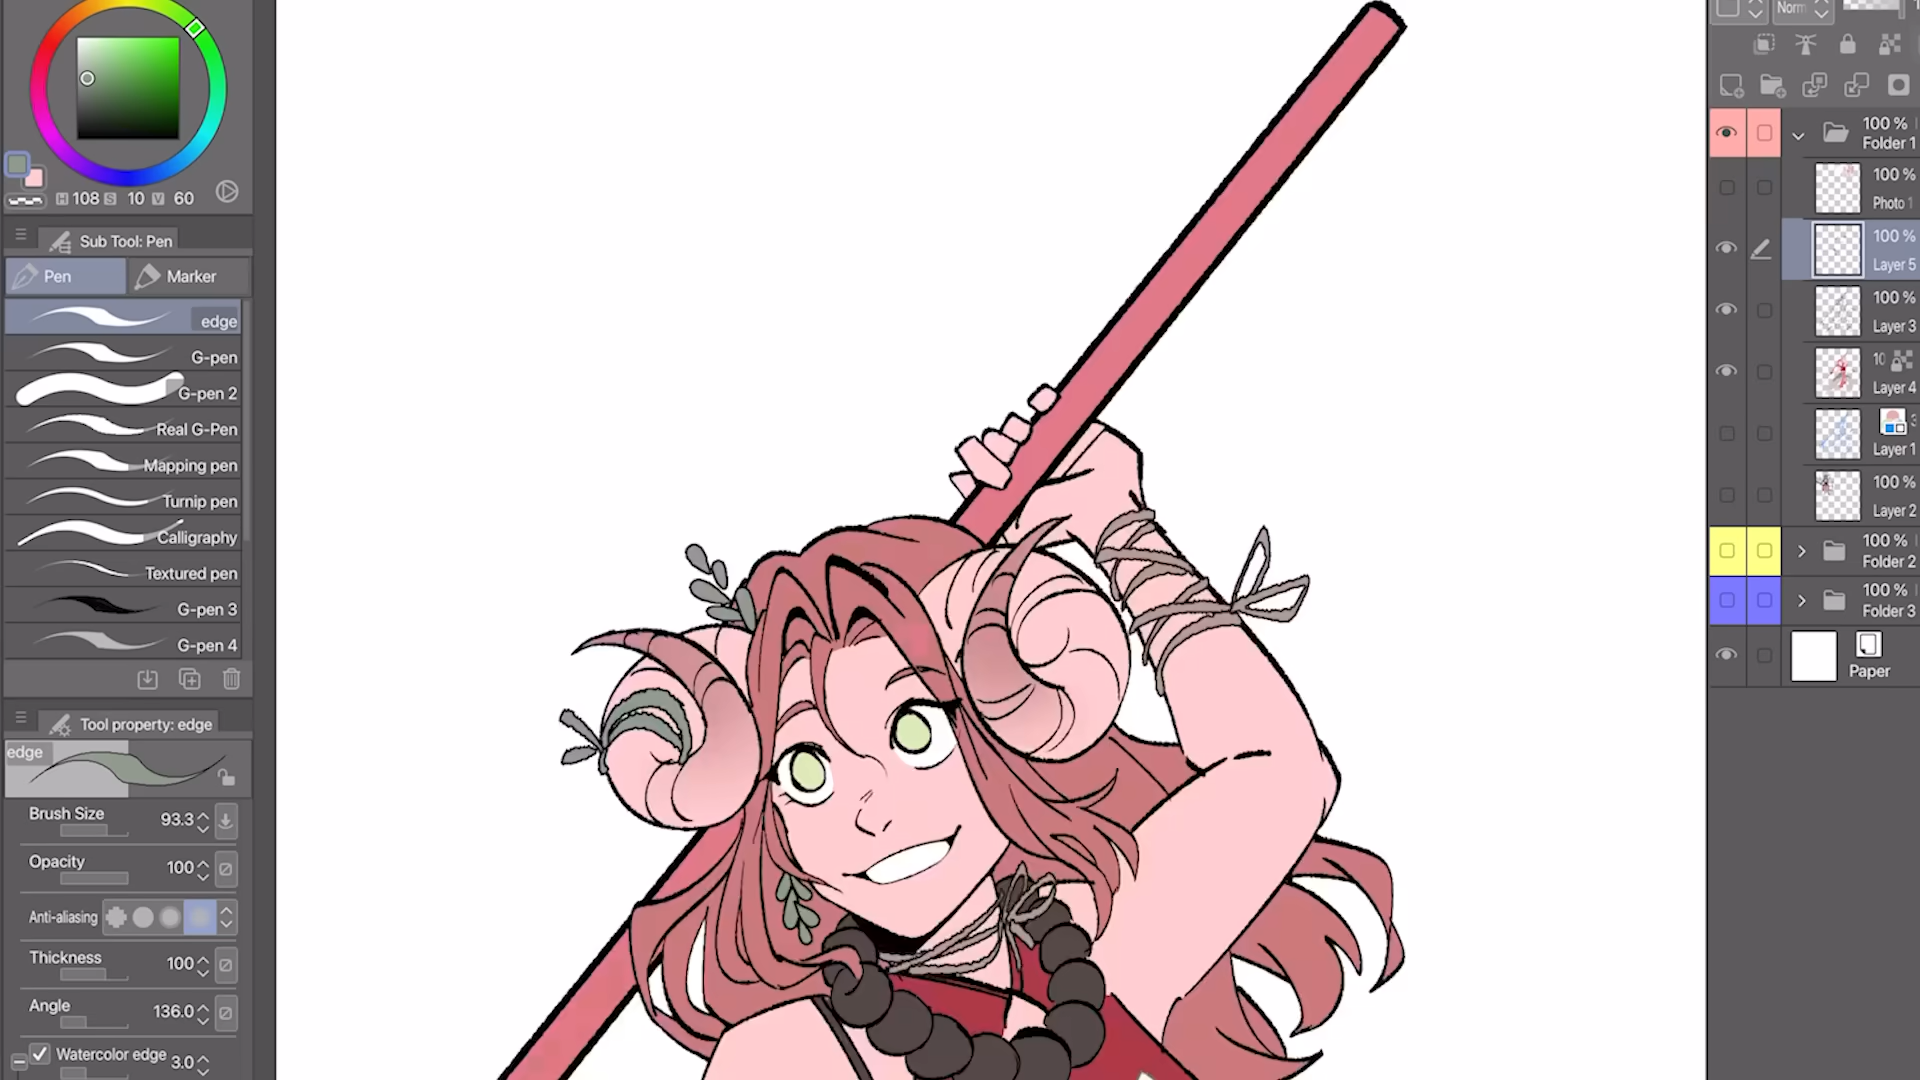 Norm
H 108 S 10 V 60
Sub Tool: Pen
Pen
Marker
edge
G-pen
G-pen 2
Real G-Pen
Mapping pen
Turnip pen
Calligraphy
Textured pen
G-pen 3
G-pen 4
Tool property: edge
edge
Brush Size 93.3
Opacity 100
Anti-aliasing
Thickness 100
Angle 136.0
Watercolor edge 3.0
100 %
Folder 1
100 %
Photo 1
100 %
Layer 5
100 %
Layer 3
10
Layer 4
3
Layer 1
100 %
Layer 2
100 %
Folder 2
100 %
Folder 3
Paper